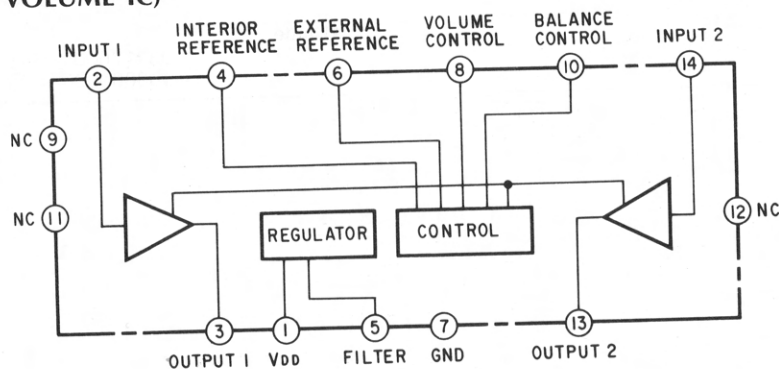 VOLUME IC)
INPUT 1
INTERIOR REFERENCE
EXTERNAL REFERENCE
VOLUME CONTROL
BALANCE CONTROL
INPUT 2
2
4
6
8
10
14
NC 9
NC 11
12 NC
REGULATOR
CONTROL
3
1
5
7
13
OUTPUT 1
VDD
FILTER
GND
OUTPUT 2